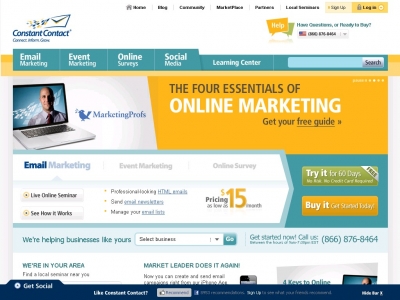 Home Blog Community MarketPlace Partners Local Seminars Sign Up Log In
Constant Contact®
Connect. Inform. Grow.
Help
Have Questions, or Ready to Buy?
(866) 876-8464
Email Marketing
Event Marketing
Online Surveys
Social Media
Learning Center
Search
THE FOUR ESSENTIALS OF
ONLINE MARKETING
Get your free guide »
MarketingProfs
Email Marketing
Event Marketing
Online Survey
Live Online Seminar
See How it Works
Professional-looking HTML emails
Send email newsletters
Manage your email lists
Pricing as low as $15/month
Try it for 60 Days
No Risk. No Credit Card Required
Buy it Get Started Today!
We're helping businesses like yours
Select business
Go
Get started now! Call us:
(866) 876-8464
WE'RE IN YOUR AREA
Find a local seminar near you
MARKET LEADER DOES IT AGAIN!
Now you can create and send email
campaigns right from our iPhone App
4 Keys to Online
Get Social
Like Constant Contact?
Recommend
Sign Up to see what your friends recommend.
Hide Bar X